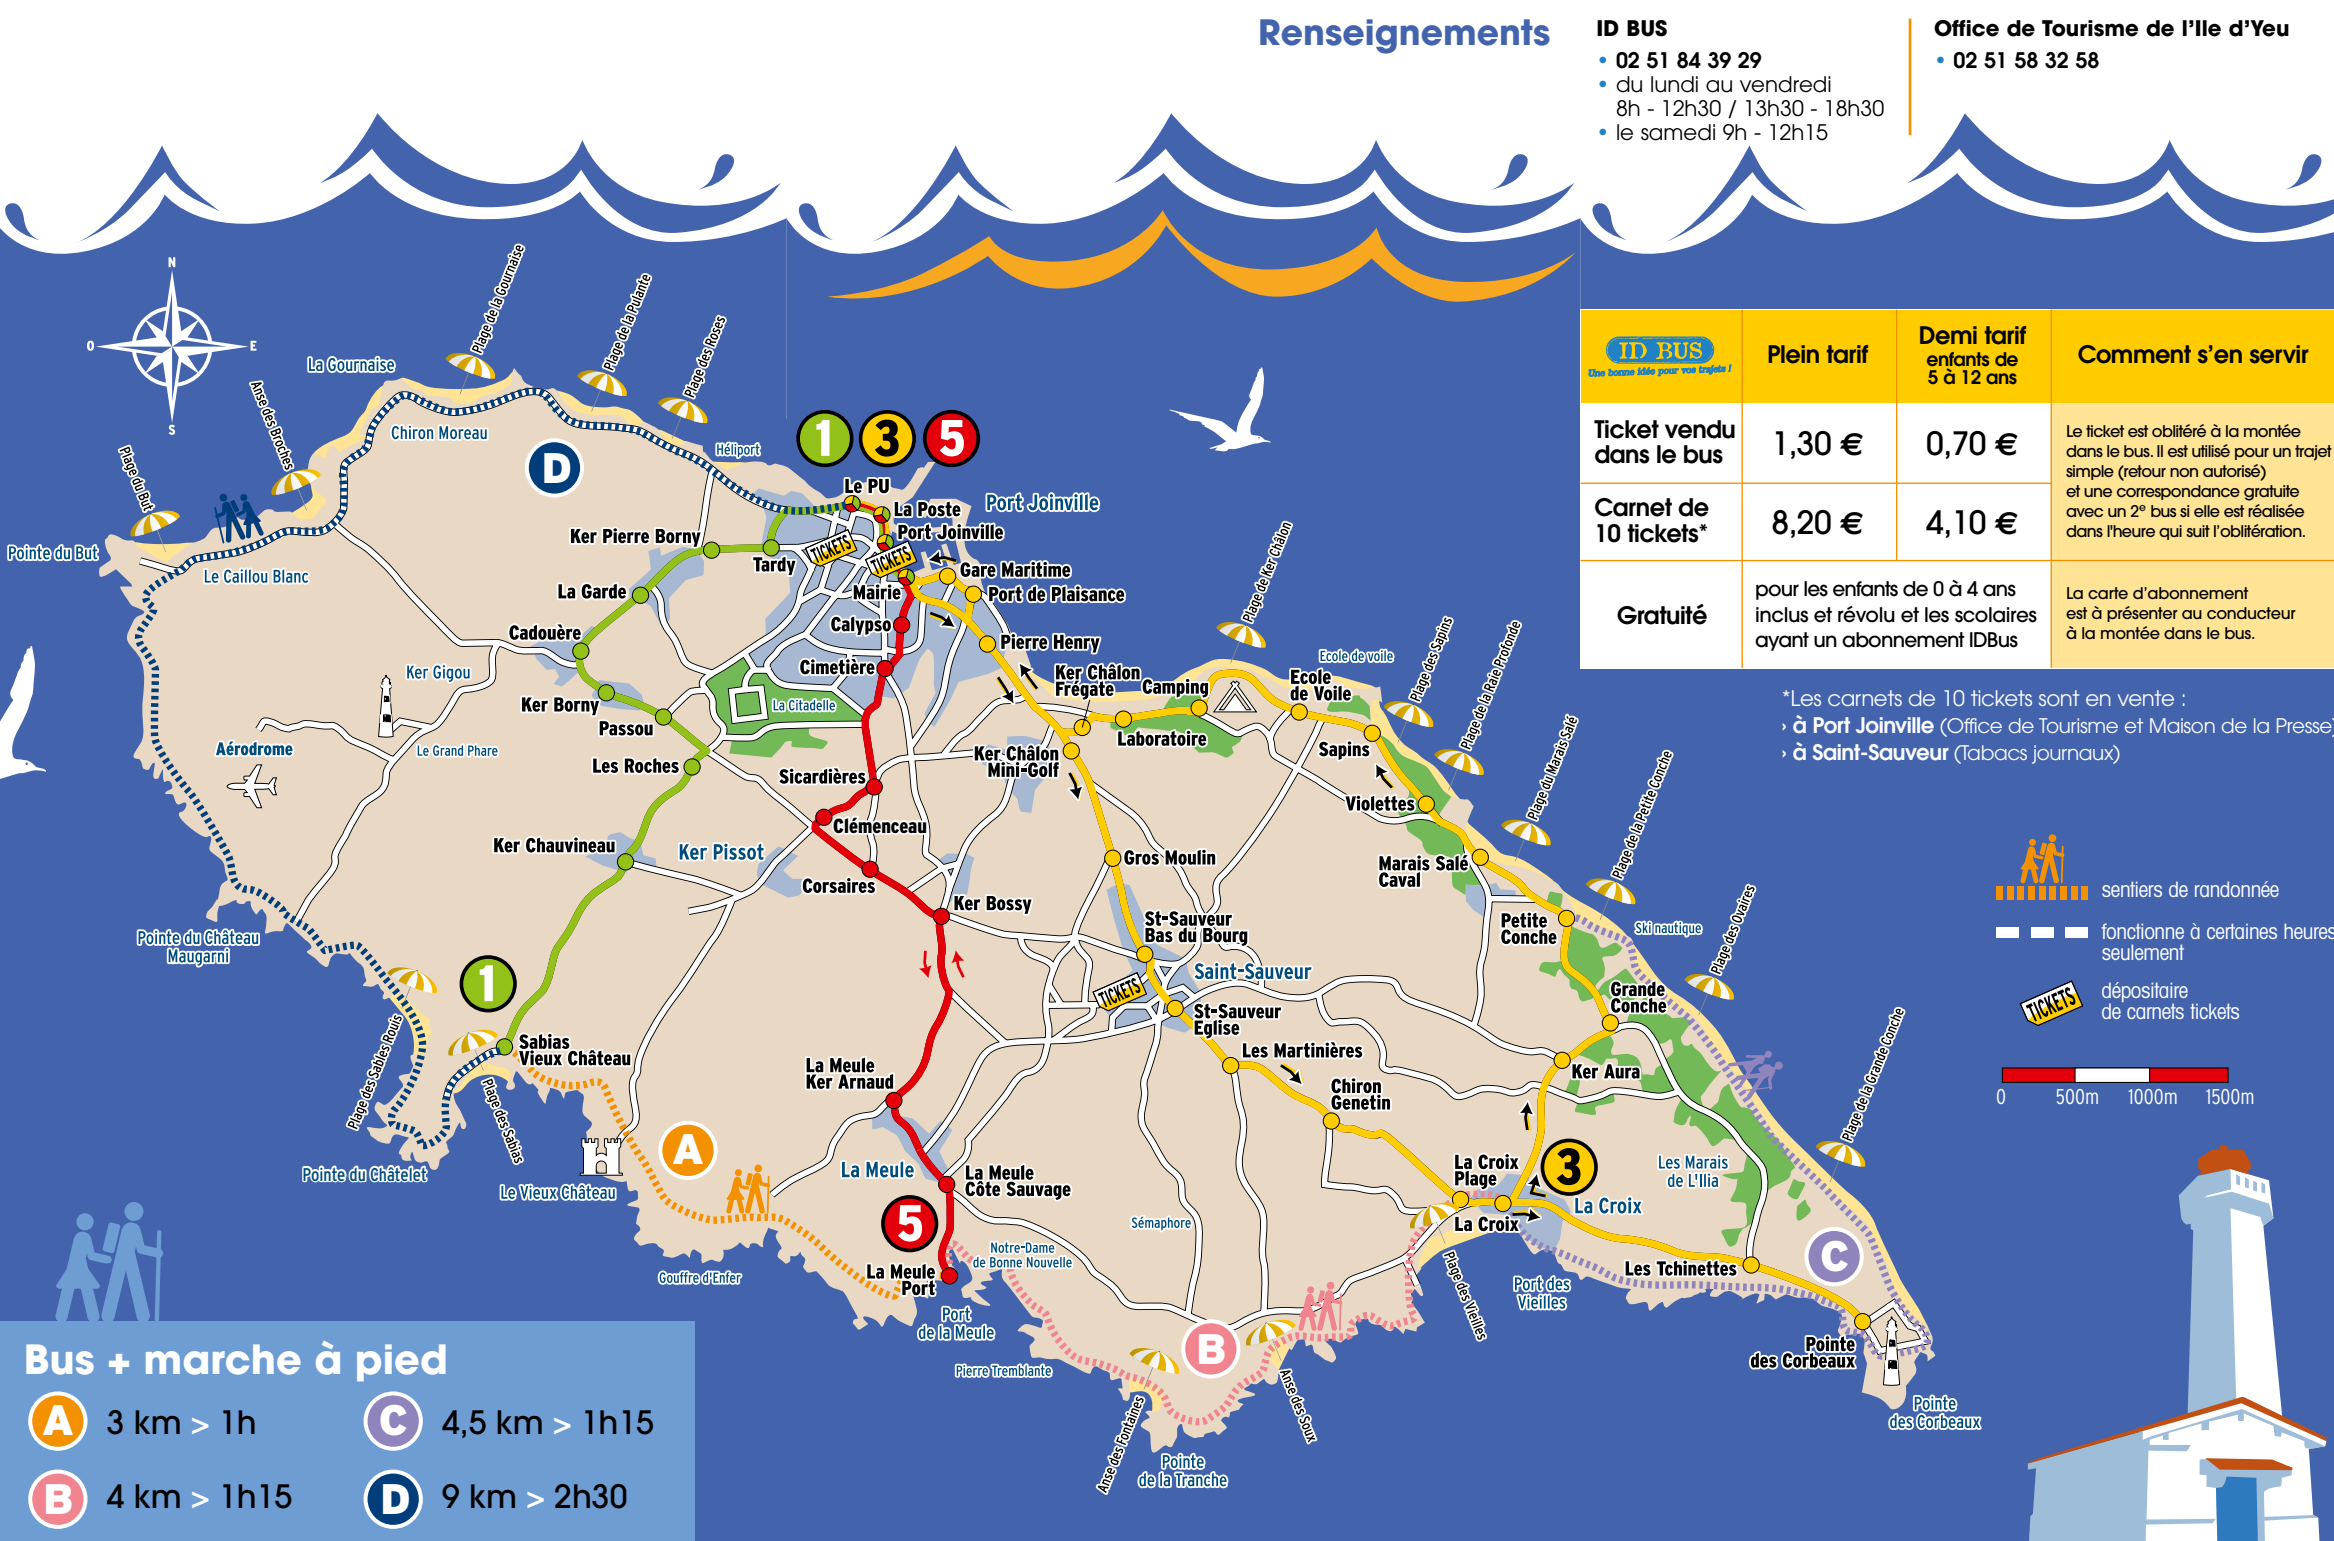 Renseignements
ID BUS
• 02 51 84 39 29
• du lundi au vendredi
8h - 12h30 / 13h30 - 18h30
• le samedi 9h - 12h15
Office de Tourisme de l'Ile d'Yeu
• 02 51 58 32 58
ID BUS
Une bonne idée pour vos trajets !
Plein tarif
Demi tarif
enfants de
5 à 12 ans
Comment s'en servir
Ticket vendu
dans le bus
1,30 €
0,70 €
Le ticket est oblitéré à la montée
dans le bus. Il est utilisé pour un trajet
simple (retour non autorisé)
et une correspondance gratuite
avec un 2e bus si elle est réalisée
dans l'heure qui suit l'oblitération.
Carnet de
10 tickets*
8,20 €
4,10 €
Gratuité
pour les enfants de 0 à 4 ans
inclus et révolu et les scolaires
ayant un abonnement IDBus
La carte d'abonnement
est à présenter au conducteur
à la montée dans le bus.
*Les carnets de 10 tickets sont en vente :
› à Port Joinville (Office de Tourisme et Maison de la Presse)
› à Saint-Sauveur (Tabacs journaux)
sentiers de randonnée
fonctionne à certaines heures
seulement
TICKETS
dépositaire
de carnets tickets
0
500m
1000m
1500m
N
O
E
S
Plage de la Gournaise
Plage de la Pulante
Plage des Roses
La Gournaise
Anse des Broches
Plage du But
Chiron Moreau
Héliport
D
1
3
5
Le PU
La Poste
Port Joinville
Port Joinville
Ker Pierre Borny
Tardy
TICKETS
TICKETS
Gare Maritime
Port de Plaisance
Mairie
Pointe du But
Le Caillou Blanc
La Garde
Calypso
Pierre Henry
Cadouère
Cimetière
Ker Gigou
Ker Châlon
Frégate
Camping
Plage de Ker Châlon
Ecole de voile
Ecole
de Voile
Plage des Sapins
Plage de la Raie Profonde
Ker Borny
La Citadelle
Passou
Laboratoire
Sapins
Plage du Marais Salé
Aérodrome
Le Grand Phare
Les Roches
Ker Châlon
Mini-Golf
Sicardières
Violettes
Plage de la Petite Conche
Clémenceau
Ker Chauvineau
Ker Pissot
Gros Moulin
Marais Salé
Caval
Corsaires
Ker Bossy
St-Sauveur
Bas du Bourg
Petite
Conche
Ski nautique
Plage des Ovaires
Pointe du Château
Maugarni
Saint-Sauveur
TICKETS
Grande
Conche
1
St-Sauveur
Eglise
Sabias
Vieux Château
Plage des Sables Rouis
Plage des Sabias
La Meule
Ker Arnaud
Les Martinières
Ker Aura
Chiron
Genetin
Plage de la Grande Conche
A
La Meule
La Meule
Côte Sauvage
La Croix
Plage
3
Les Marais
de L'Ilia
Pointe du Châtelet
Le Vieux Château
La Croix
La Croix
5
Sémaphore
Notre-Dame
de Bonne Nouvelle
C
Gouffre d'Enfer
La Meule
Port
Les Tchinettes
Plage des Vieilles
Port des
Vieilles
Port
de la Meule
B
Pierre Tremblante
Pointe
des Corbeaux
Anse des Fontaines
Anse des Soux
Pointe
des Corbeaux
Pointe
de la Tranche
Bus + marche à pied
A 3 km > 1h
C 4,5 km > 1h15
B 4 km > 1h15
D 9 km > 2h30